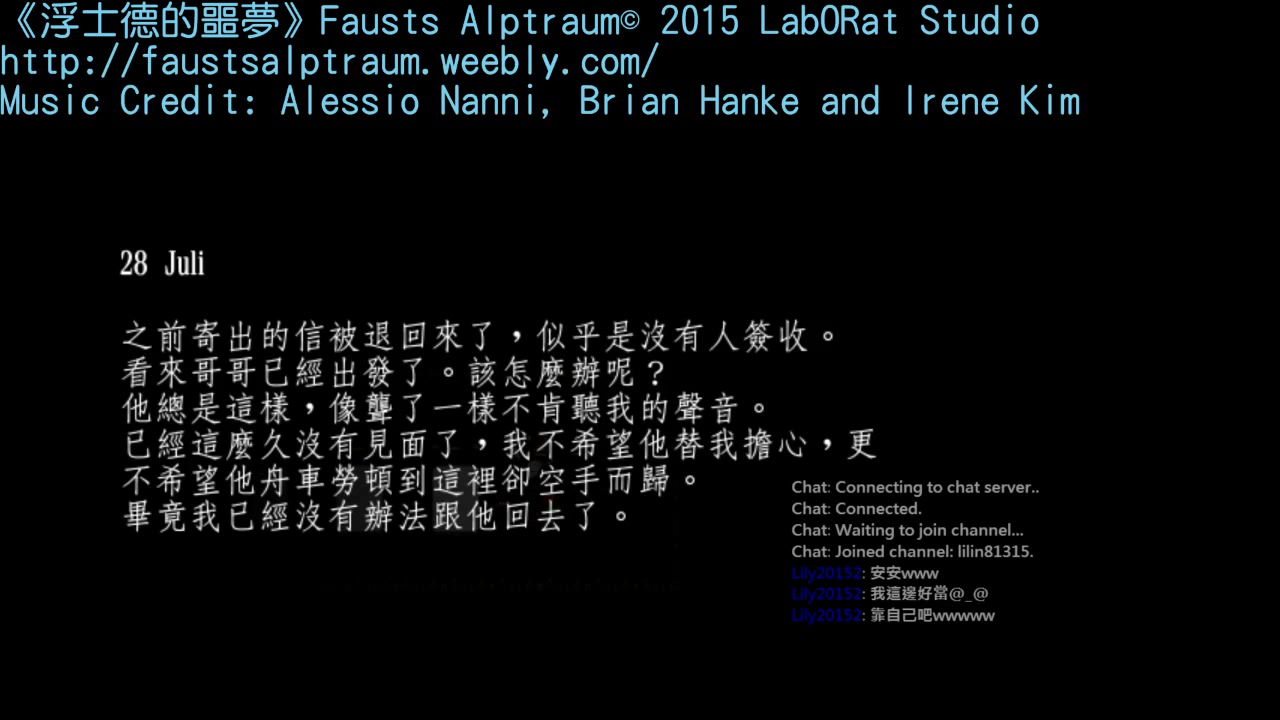 《浮士德的噩夢》Fausts Alptraum© 2015 LabORat Studio
http://faustsalptraum.weebly.com/
Music Credit: Alessio Nanni, Brian Hanke and Irene Kim
28 Juli
之前寄出的信被退回來了，似乎是沒有人簽收。
看來哥哥已經出發了。該怎麼辦呢？
他總是這樣，像聾了一樣不肯聽我的聲音。
已經這麼久沒有見面了，我不希望他替我擔心，更
不希望他舟車勞頓到這裡卻空手而歸。
畢竟我已經沒有辦法跟他回去了。
Chat: Connecting to chat server..
Chat: Connected.
Chat: Waiting to join channel...
Chat: Joined channel: lilin81315.
Lily20152: 安安www
Lily20152: 我這邊好當@_@
Lily20152: 靠自己吧wwwww